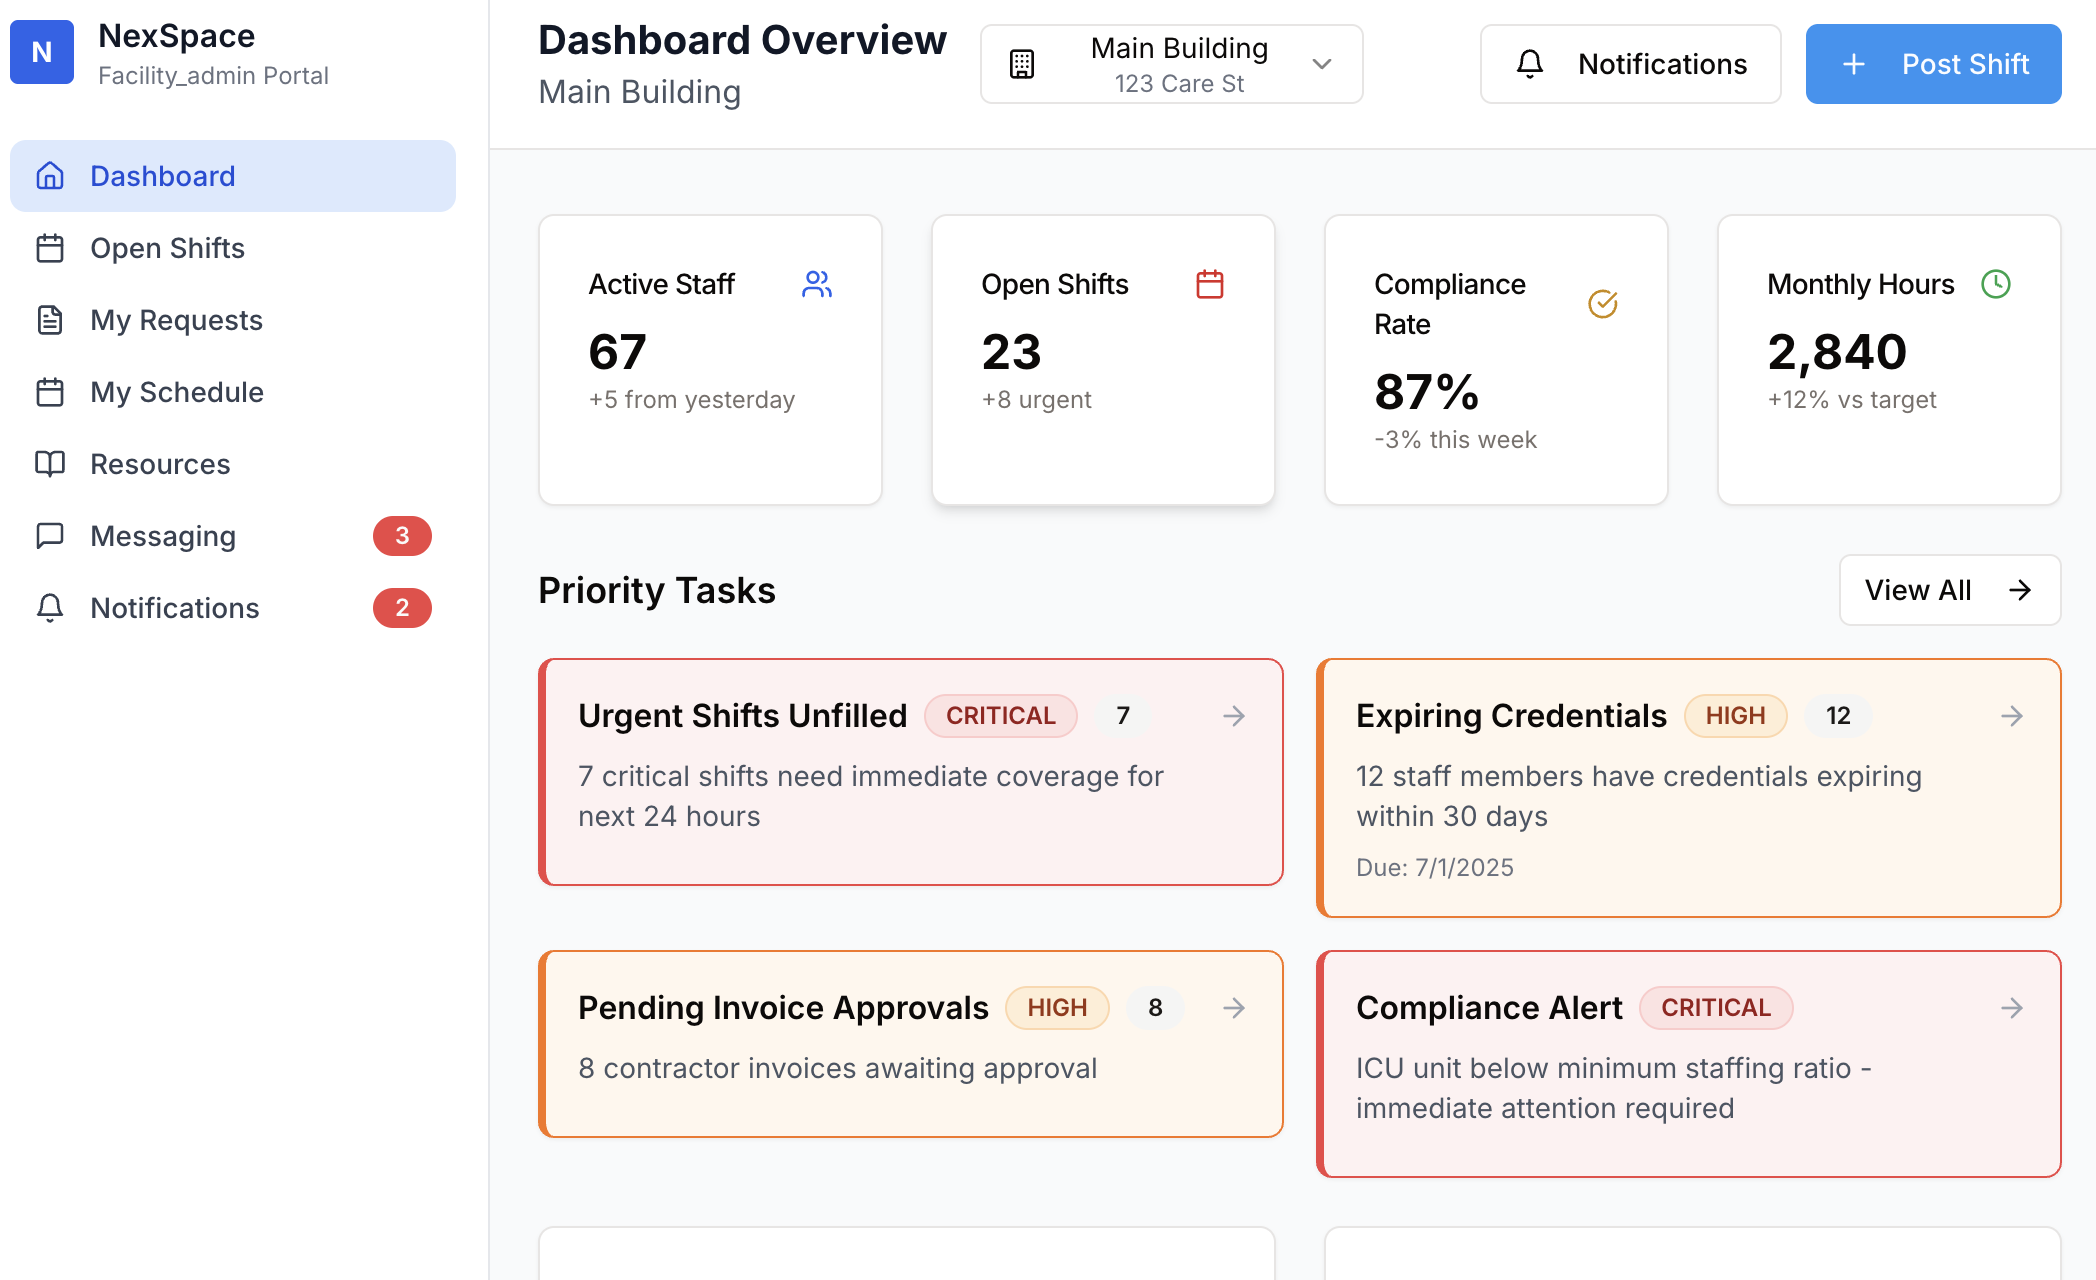 N
NexSpace
Facility_admin Portal
Dashboard
Open Shifts
My Requests
My Schedule
Resources
Messaging 3
Notifications 2
Dashboard Overview
Main Building
Main Building
123 Care St
Notifications
+ Post Shift
Active Staff
67
+5 from yesterday
Open Shifts
23
+8 urgent
Compliance
Rate
87%
-3% this week
Monthly Hours
2,840
+12% vs target
Priority Tasks
View All →
Urgent Shifts Unfilled CRITICAL 7 →
7 critical shifts need immediate coverage for
next 24 hours
Expiring Credentials HIGH 12 →
12 staff members have credentials expiring
within 30 days
Due: 7/1/2025
Pending Invoice Approvals HIGH 8 →
8 contractor invoices awaiting approval
Compliance Alert CRITICAL →
ICU unit below minimum staffing ratio -
immediate attention required